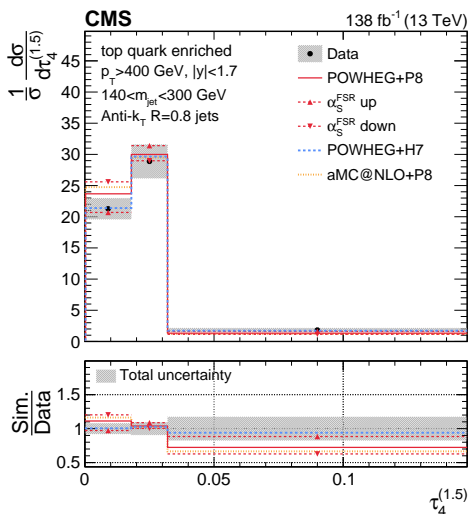 CMS 138 fb⁻¹ (13 TeV)
top quark enriched
p_T>400 GeV, |y|<1.7
140<m_jet<300 GeV
Anti-k_T R=0.8 jets
Data
POWHEG+P8
α_S^FSR up
α_S^FSR down
POWHEG+H7
aMC@NLO+P8
1/σ dσ/dτ_4^(1.5)
50
45
40
35
30
25
20
15
10
5
0
Total uncertainty
Sim./Data
1.5
1
0.5
0 0.05 0.1
τ_4^(1.5)